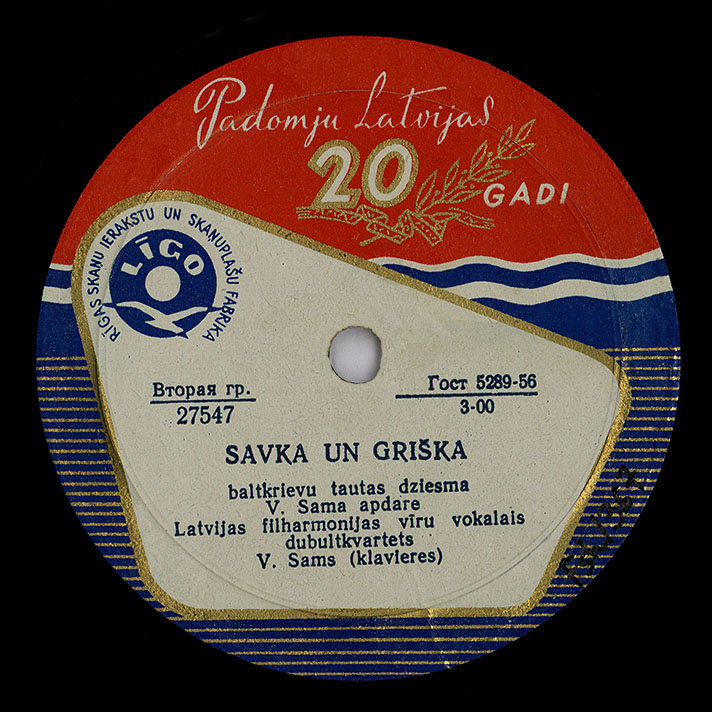 Padomju Latvijas
20 GADI
RĪGAS SKAŅU IERAKSTU UN SKAŅUPLAŠU FABRIKA
LĪGO
Вторая гр.
27547
Гост 5289-56
3-00
SAVKA UN GRIŠKA
baltkrievu tautas dziesma
V. Sama apdare
Latvijas filharmonijas vīru vokalais
dubultkvartets
V. Sams (klavieres)